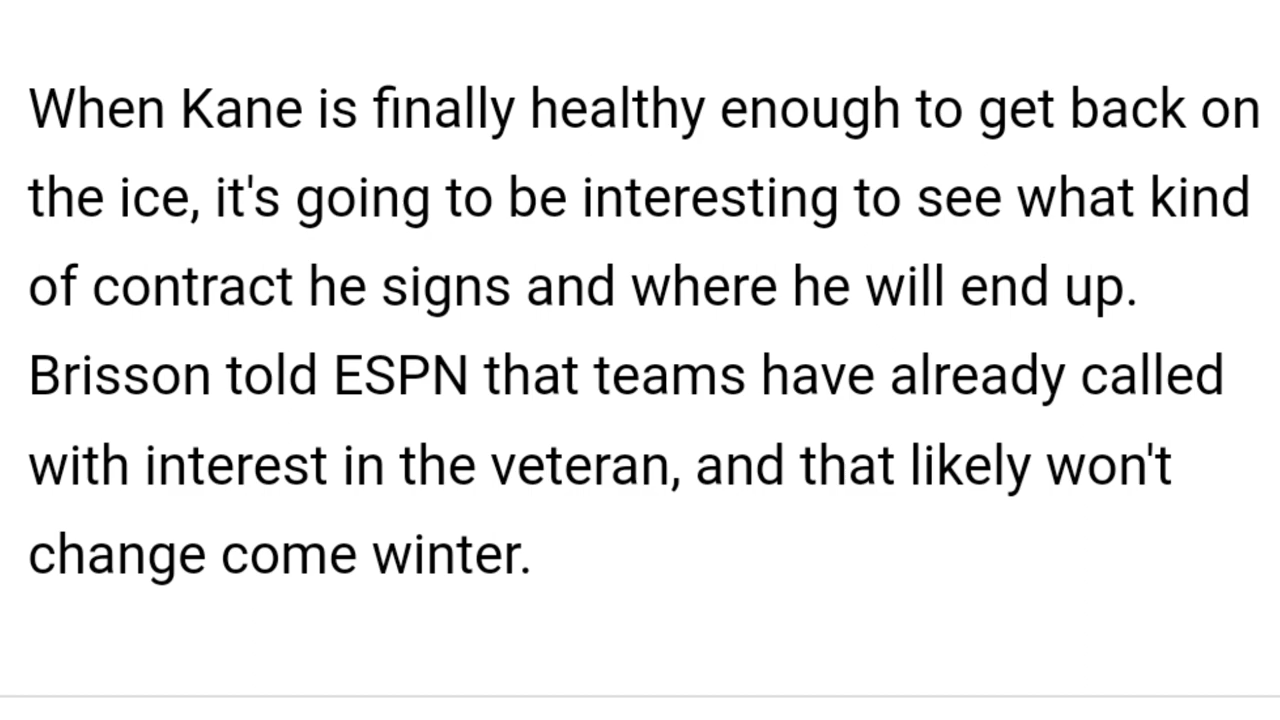 When Kane is finally healthy enough to get back on
the ice, it's going to be interesting to see what kind
of contract he signs and where he will end up.
Brisson told ESPN that teams have already called
with interest in the veteran, and that likely won't
change come winter.